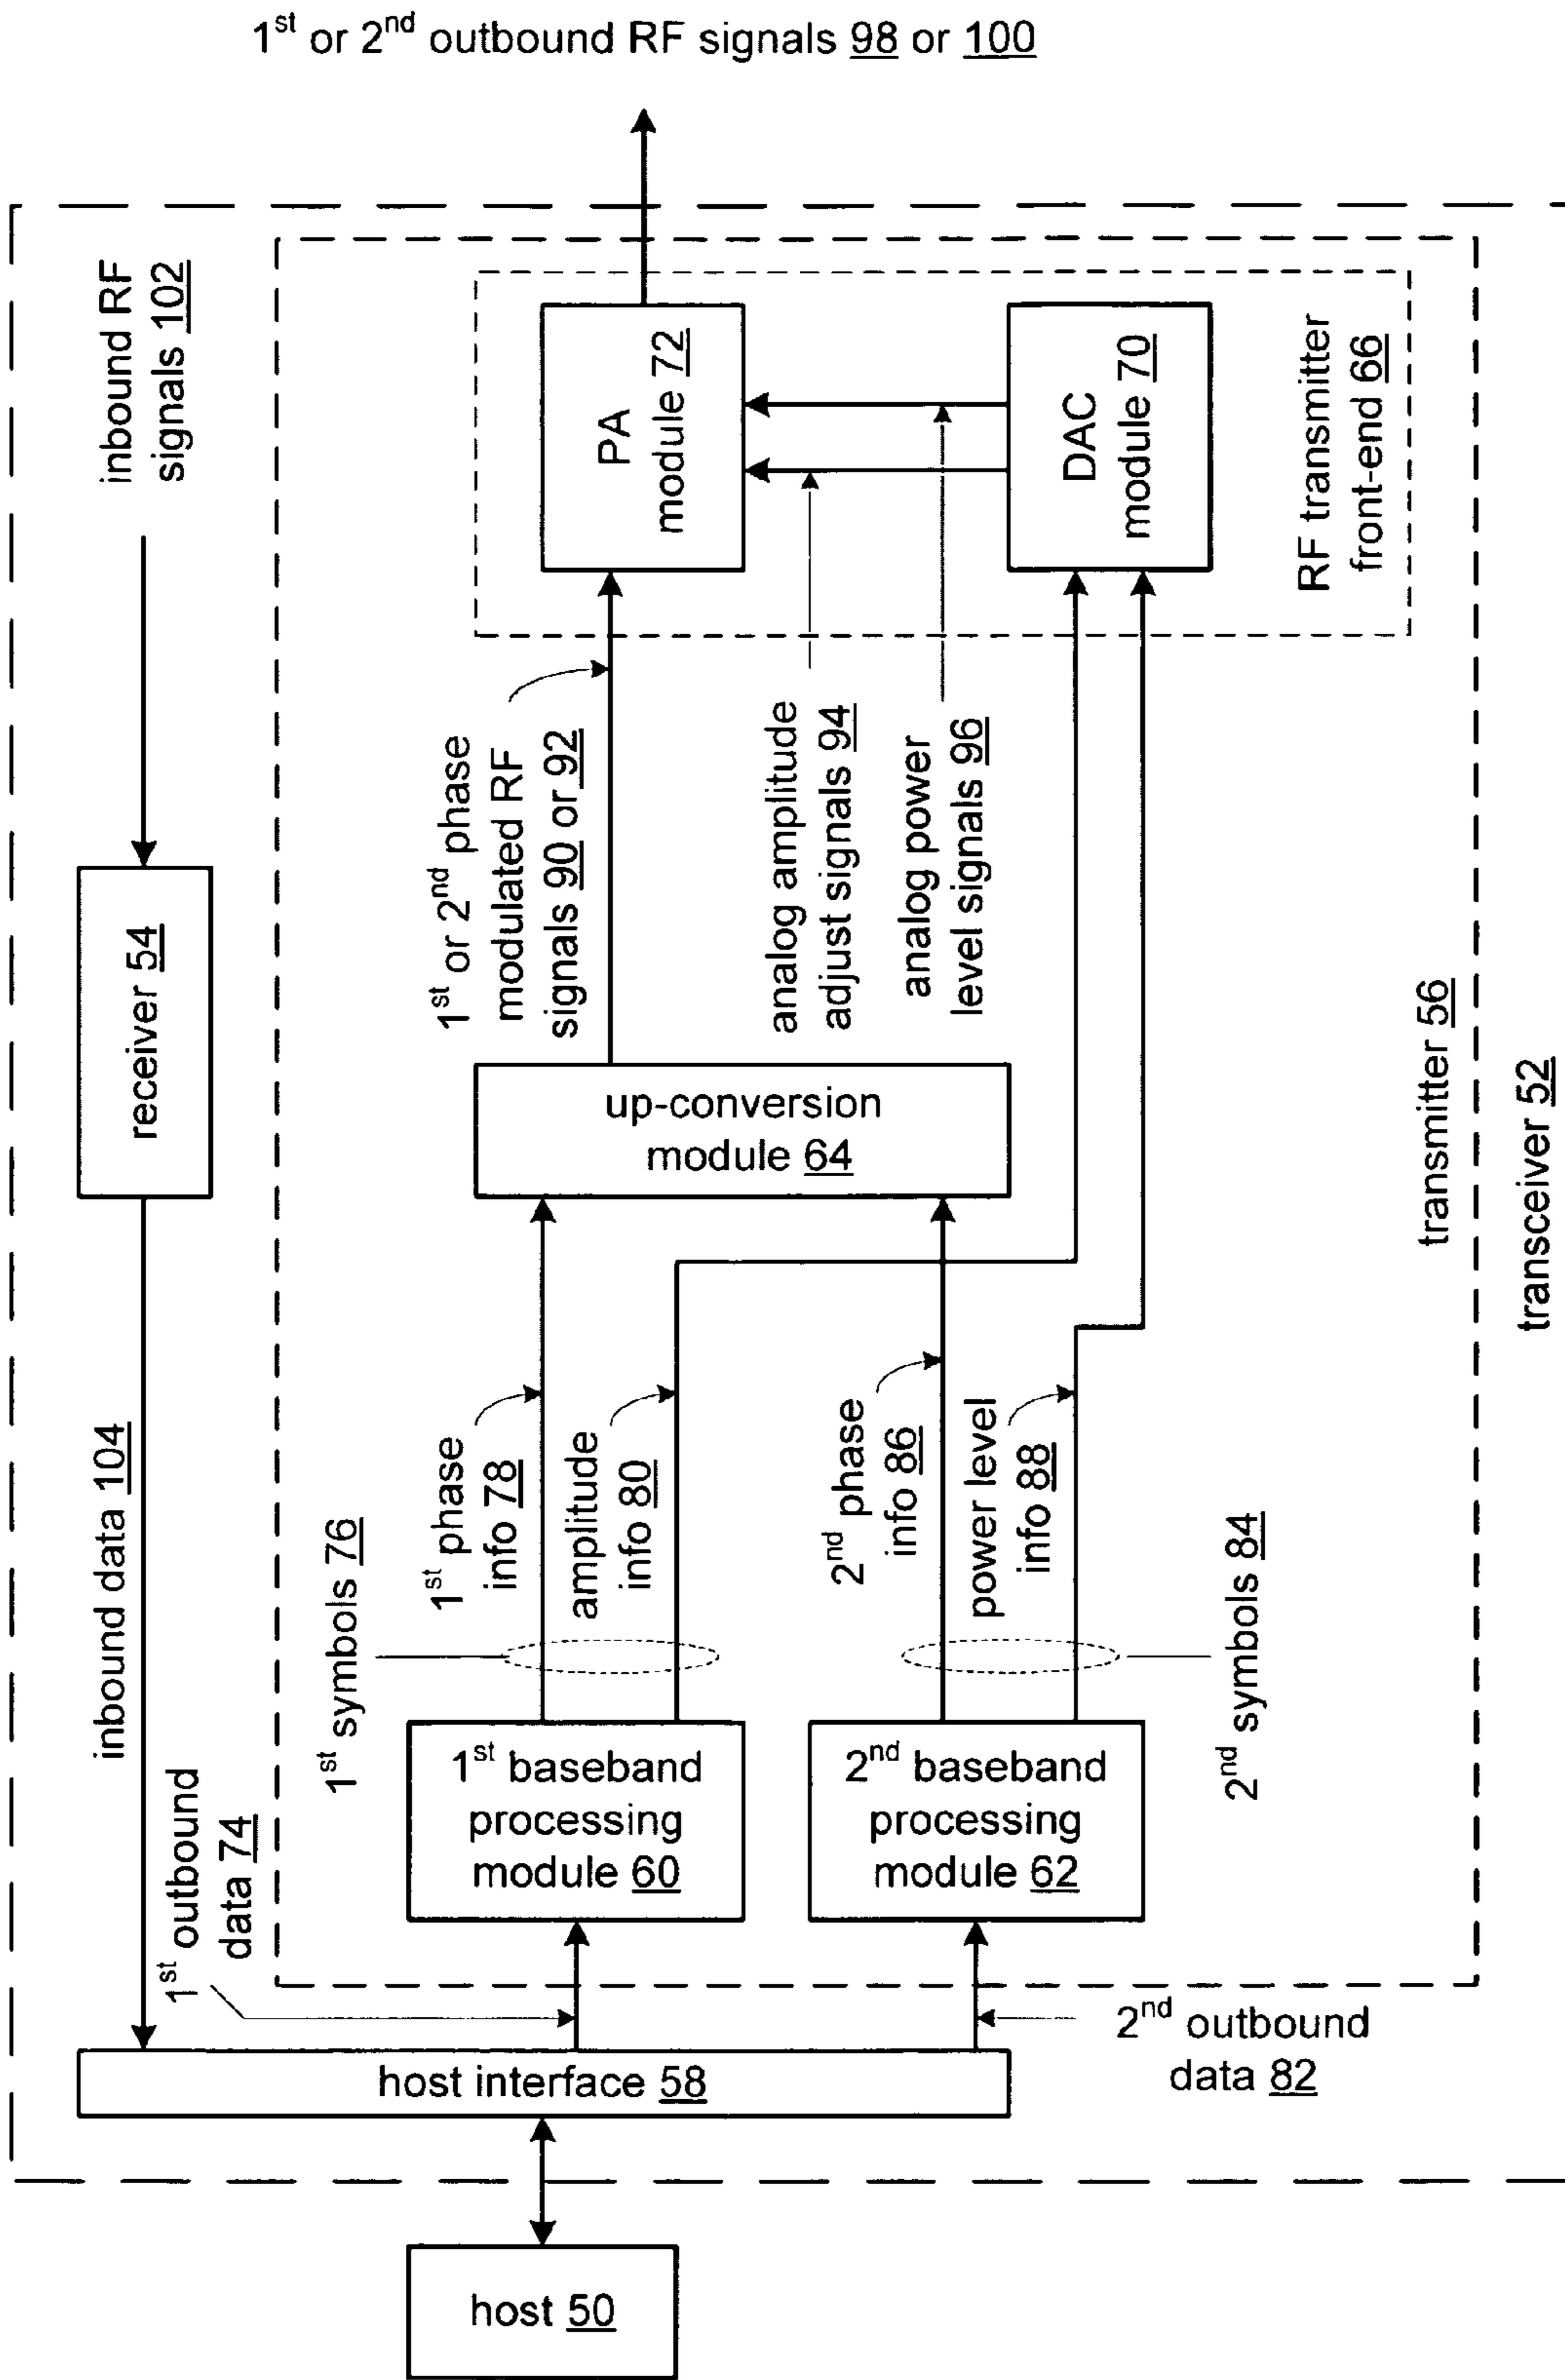 1st or 2nd outbound RF signals 98 or 100
inbound RF
signals 102
receiver 54
inbound data 104
PA
module 72
DAC
module 70
RF transmitter
front-end 66
1st or 2nd phase
modulated RF
signals 90 or 92
analog amplitude
adjust signals 94
analog power
level signals 96
up-conversion
module 64
transmitter 56
transceiver 52
1st phase
info 78
amplitude
info 80
2nd phase
info 86
power level
info 88
1st symbols 76
2nd symbols 84
1st baseband
processing
module 60
2nd baseband
processing
module 62
1st outbound
data 74
2nd outbound
data 82
host interface 58
host 50